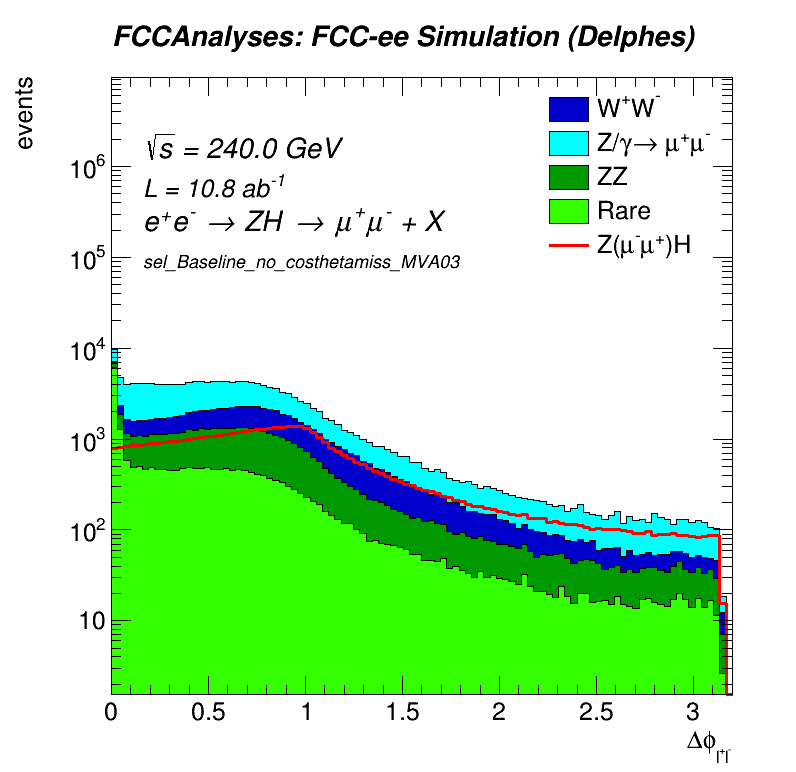 FCCAnalyses: FCC-ee Simulation (Delphes)
events
√s = 240.0 GeV
L = 10.8 ab⁻¹
e⁺e⁻ → ZH → μ⁺μ⁻ + X
sel_Baseline_no_costhetamiss_MVA03
W⁺W⁻
Z/γ→ μ⁺μ⁻
ZZ
Rare
Z(μ⁻μ⁺)H
10⁶
10⁵
10⁴
10³
10²
10
0 0.5 1 1.5 2 2.5 3
Δϕ_l⁺l⁻